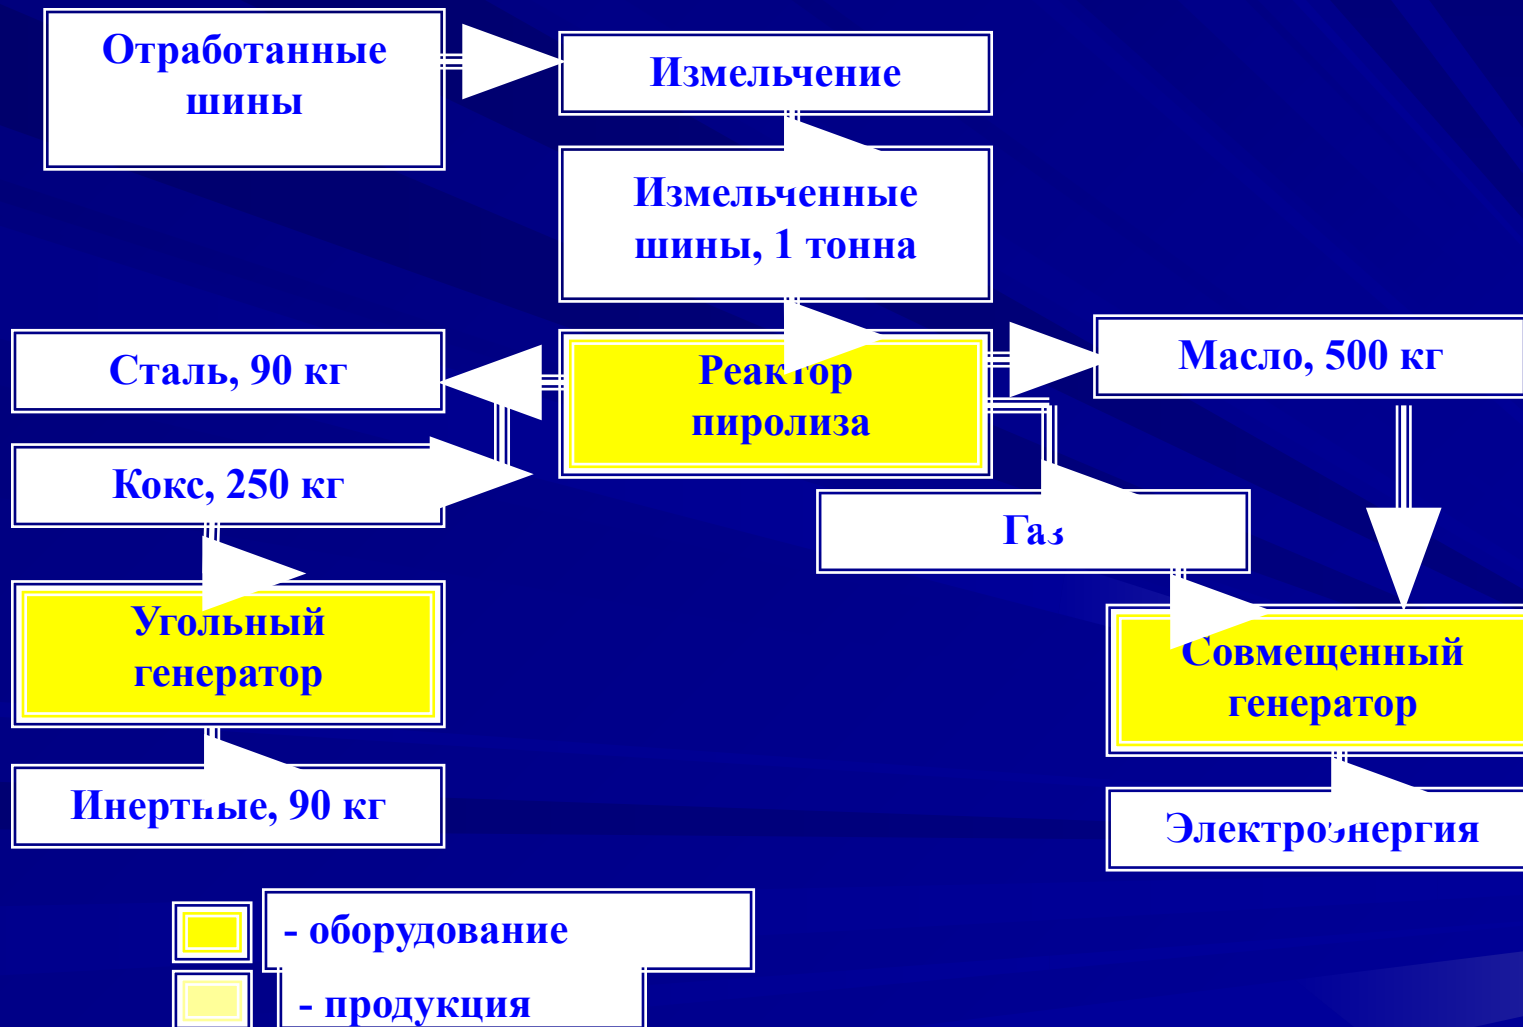 Отработанные
шины
Измельчение
Измельченные
шины, 1 тонна
Сталь, 90 кг
Реактор
пиролиза
Масло, 500 кг
Кокс, 250 кг
Газ
Угольный
генератор
Совмещенный
генератор
Инертные, 90 кг
Электроэнергия
- оборудование
- продукция